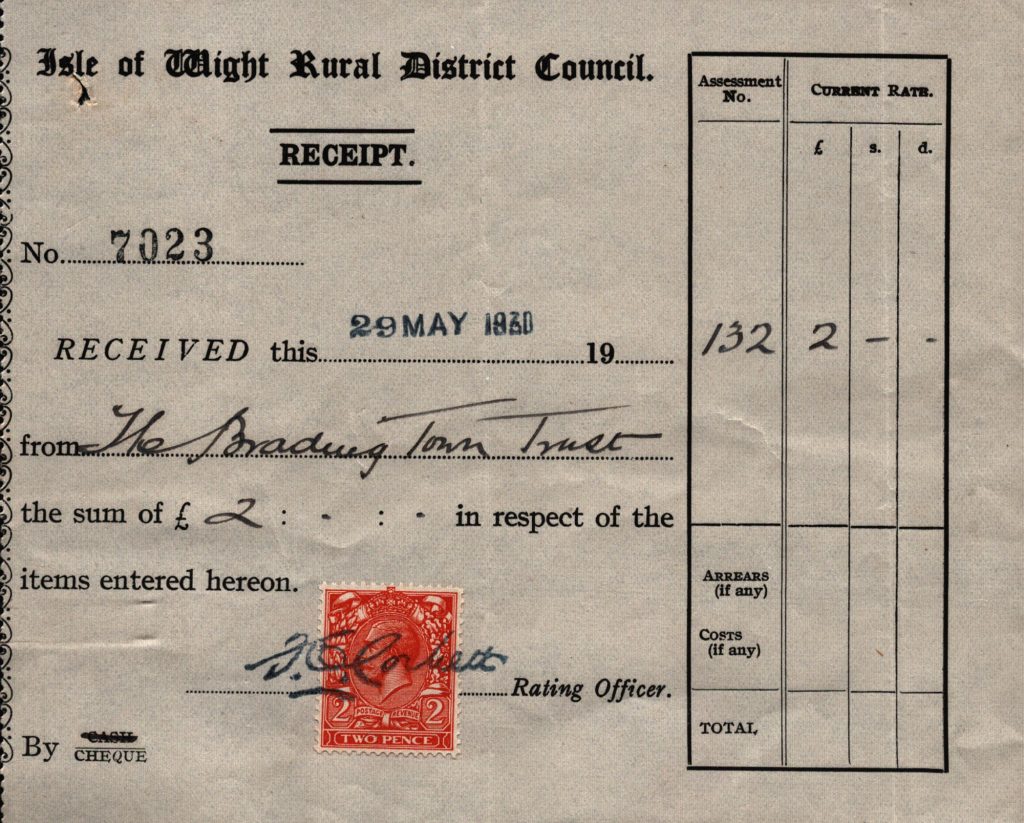 Isle of Wight Rural District Council.
RECEIPT.
No. 7023
RECEIVED this 29 MAY 1930 19
from The Brading Town Trust
the sum of £ 2 : - : - in respect of the
items entered hereon.
F. E. Corbett
Rating Officer.
POSTAGE REVENUE
2 2
TWO PENCE
By CASH
CHEQUE
Assessment No. CURRENT RATE.
£ s. d.
132 2 - -
ARREARS
(if any)
COSTS
(if any)
TOTAL